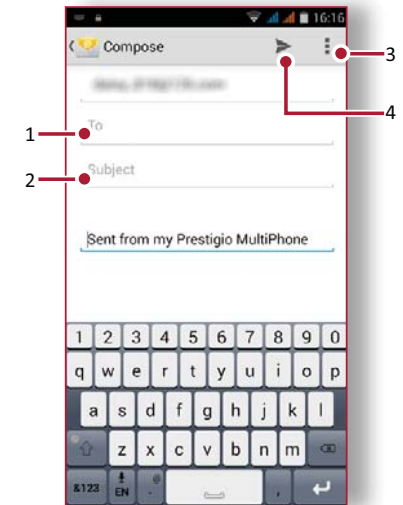 16:16
Compose
3
4
To
1
Subject
2
Sent from my Prestigio MultiPhone
1 2 3 4 5 6 7 8 9 0
q w e r t y u i o p
a s d f g h j k l
z x c v b n m
&123 EN . ,